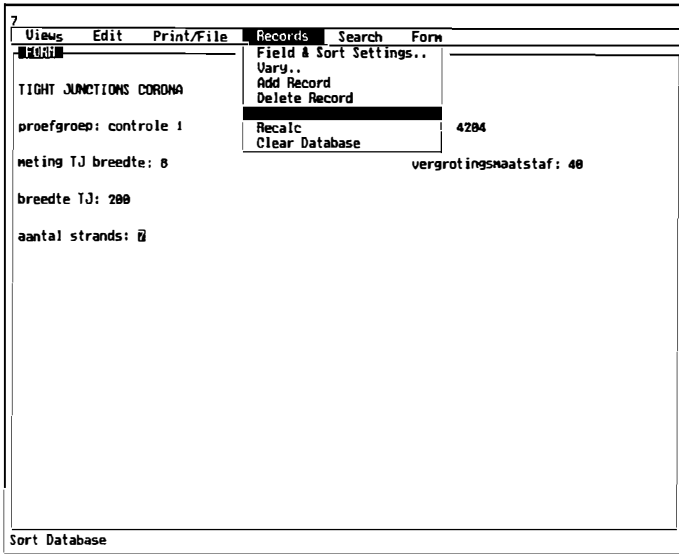 7
Views Edit Print/File Records Search Form
FORM
Field & Sort Settings..
Vary..
TIGHT JUNCTIONS CORONA
Add Record
Delete Record
proefgroep: controle 1
Recalc
4204
Clear Database
meting TJ breedte: 8
vergrotingsmaatstaf: 40
breedte TJ: 200
aantal strands: 7
Sort Database